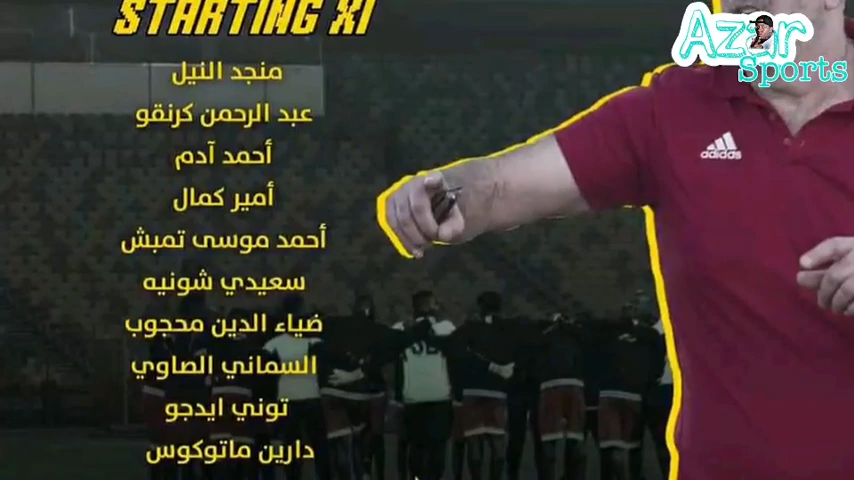 STARTING XI
Azar
Sports
adidas
منجد النيل
عبد الرحمن كرنقو
أحمد آدم
أمير كمال
أحمد موسى تمبش
سعيدي شونيه
ضياء الدين محجوب
السماني الصاوي
توني ايدجو
دارين ماتوكوس